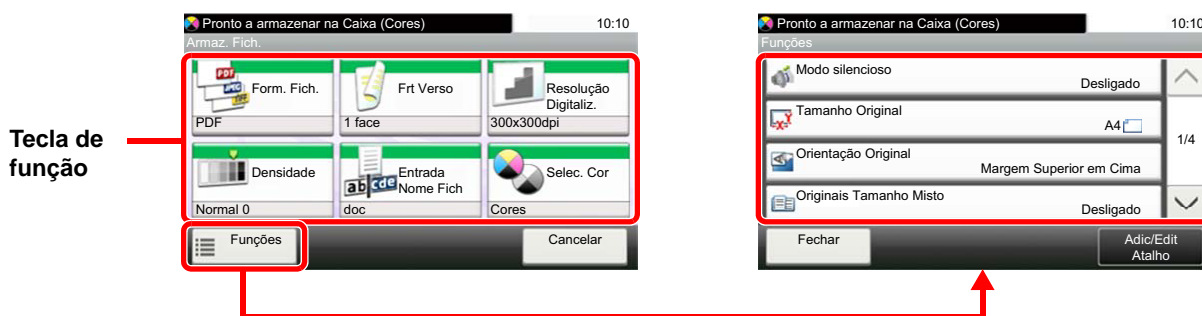 Pronto a armazenar na Caixa (Cores) 10:10
Armaz. Fich.
PDF
Form. Fich.
PDF
Frt Verso
1 face
Resolução
Digitaliz.
300x300dpi
Densidade
Normal 0
ab cde
Entrada
Nome Fich
doc
Selec. Cor
Cores
Funções
Cancelar
Tecla de
função
Pronto a armazenar na Caixa (Cores) 10:10
Funções
Modo silencioso
Desligado
Tamanho Original
A4
Orientação Original
Margem Superior em Cima
Originais Tamanho Misto
Desligado
1/4
Fechar
Adic/Edit
Atalho